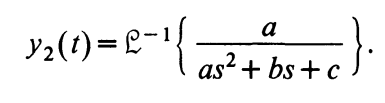 y₂(t) = 𝔏⁻¹{ a / (as² + bs + c) }.